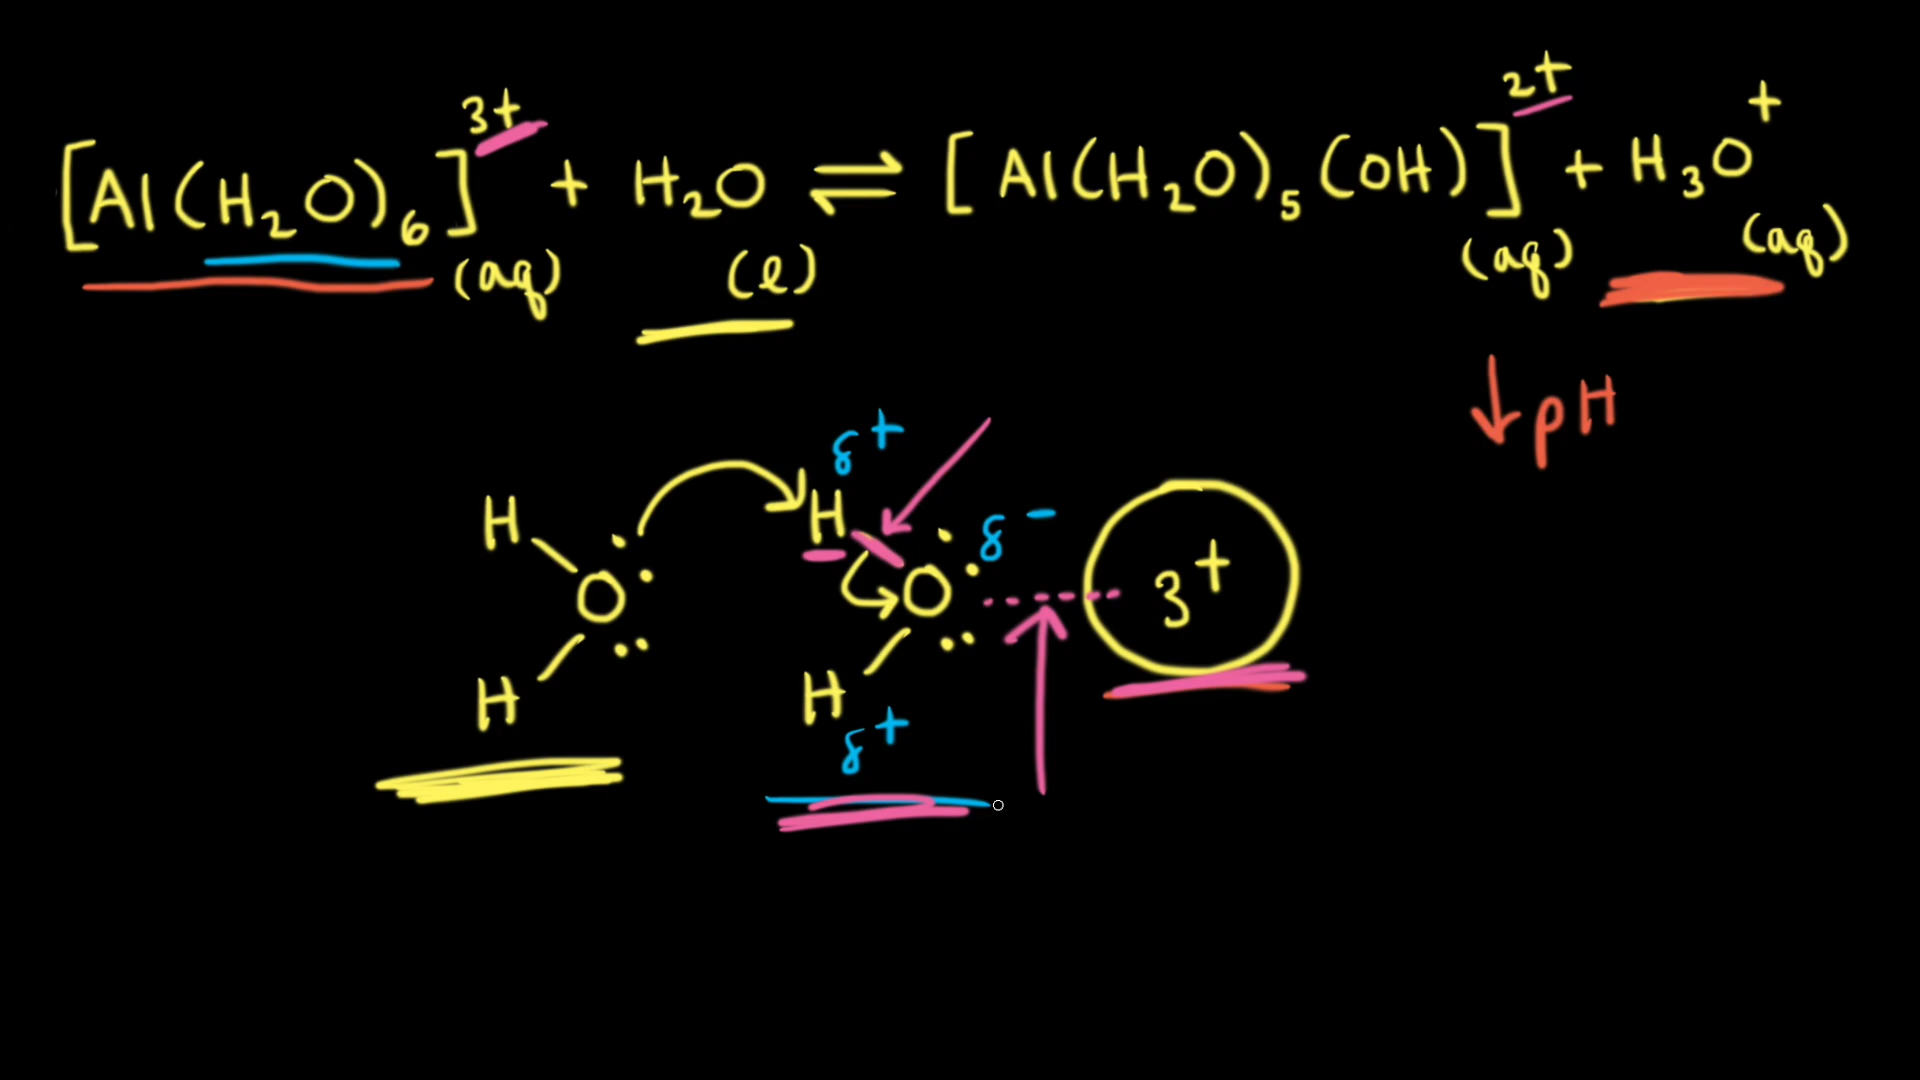 [Al(H₂O)₆]³⁺ + H₂O ⇌ [Al(H₂O)₅(OH)]²⁺ + H₃O⁺
(aq) (l) (aq) (aq)
↓ pH
δ+
H H δ-
O O 3+
H H
δ+